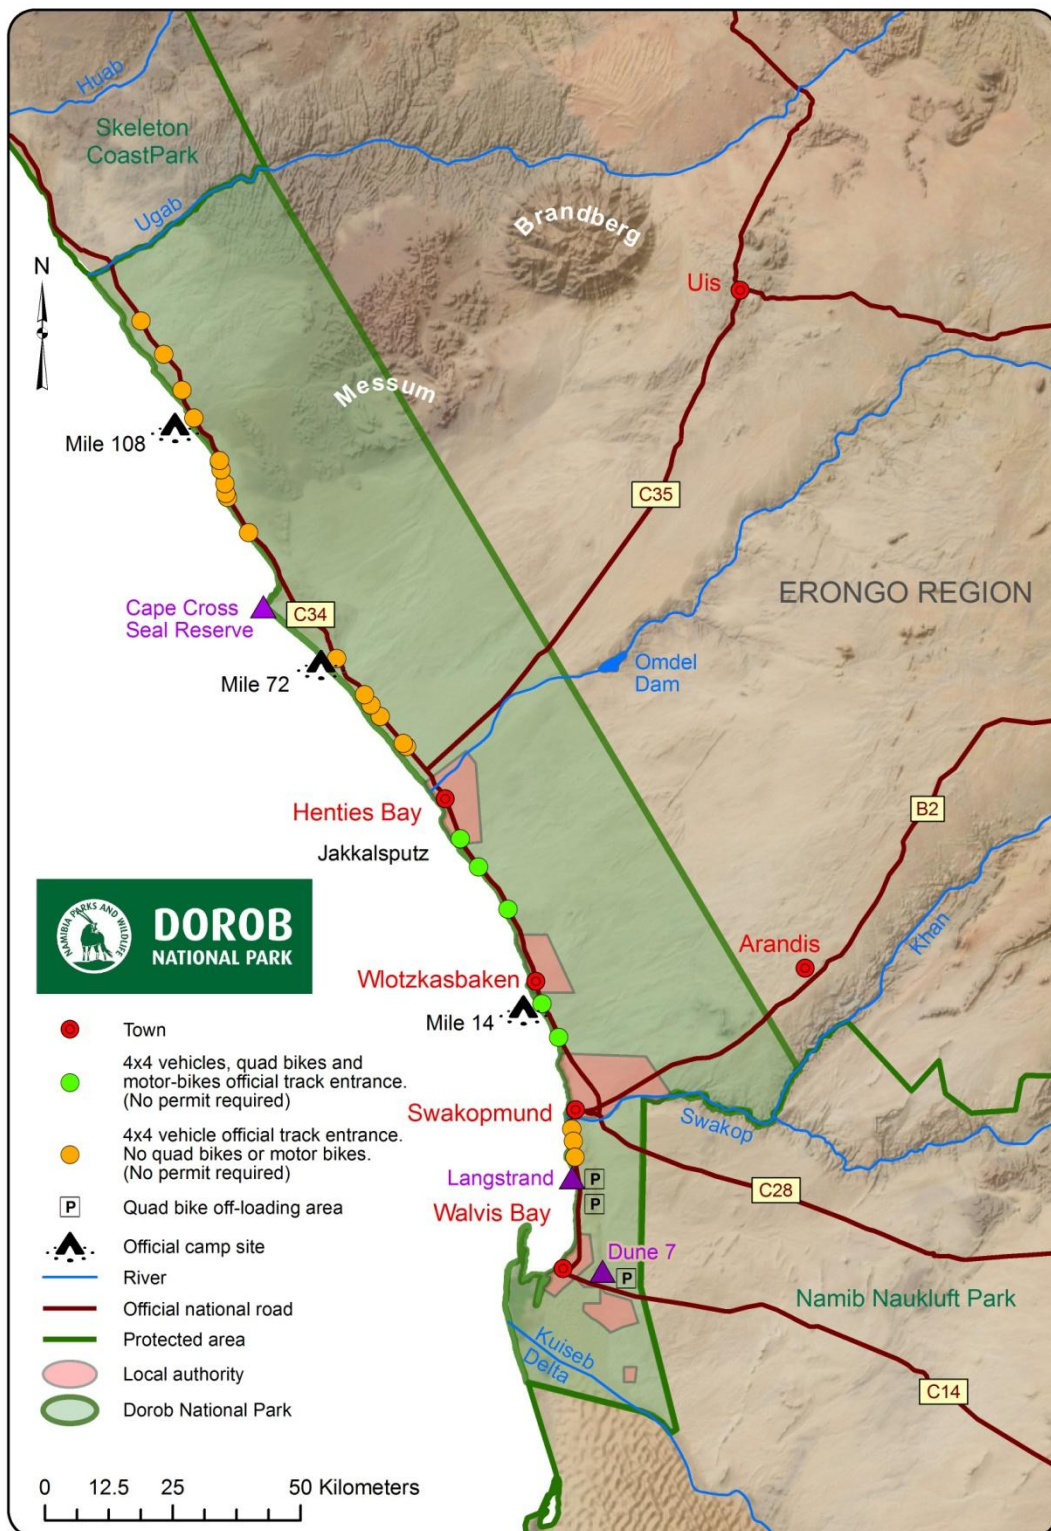 Huab
Skeleton
CoastPark
Ugab
Brandberg
N
Uis
Messum
Mile 108
C35
ERONGO REGION
Cape Cross
Seal Reserve
C34
Omdel
Dam
Mile 72
B2
Henties Bay
Jakkalsputz
NAMIBIA PARKS AND WILDLIFE
DOROB
NATIONAL PARK
Arandis
Khan
Wlotzkasbaken
Mile 14
Town
4x4 vehicles, quad bikes and
motor-bikes official track entrance.
(No permit required)
Swakopmund
Swakop
4x4 vehicle official track entrance.
No quad bikes or motor bikes.
(No permit required)
Langstrand
P
C28
P
Quad bike off-loading area
P
Walvis Bay
Official camp site
Dune 7
P
River
Namib Naukluft Park
Official national road
Protected area
Kuiseb
Delta
Local authority
C14
Dorob National Park
0 12.5 25 50 Kilometers